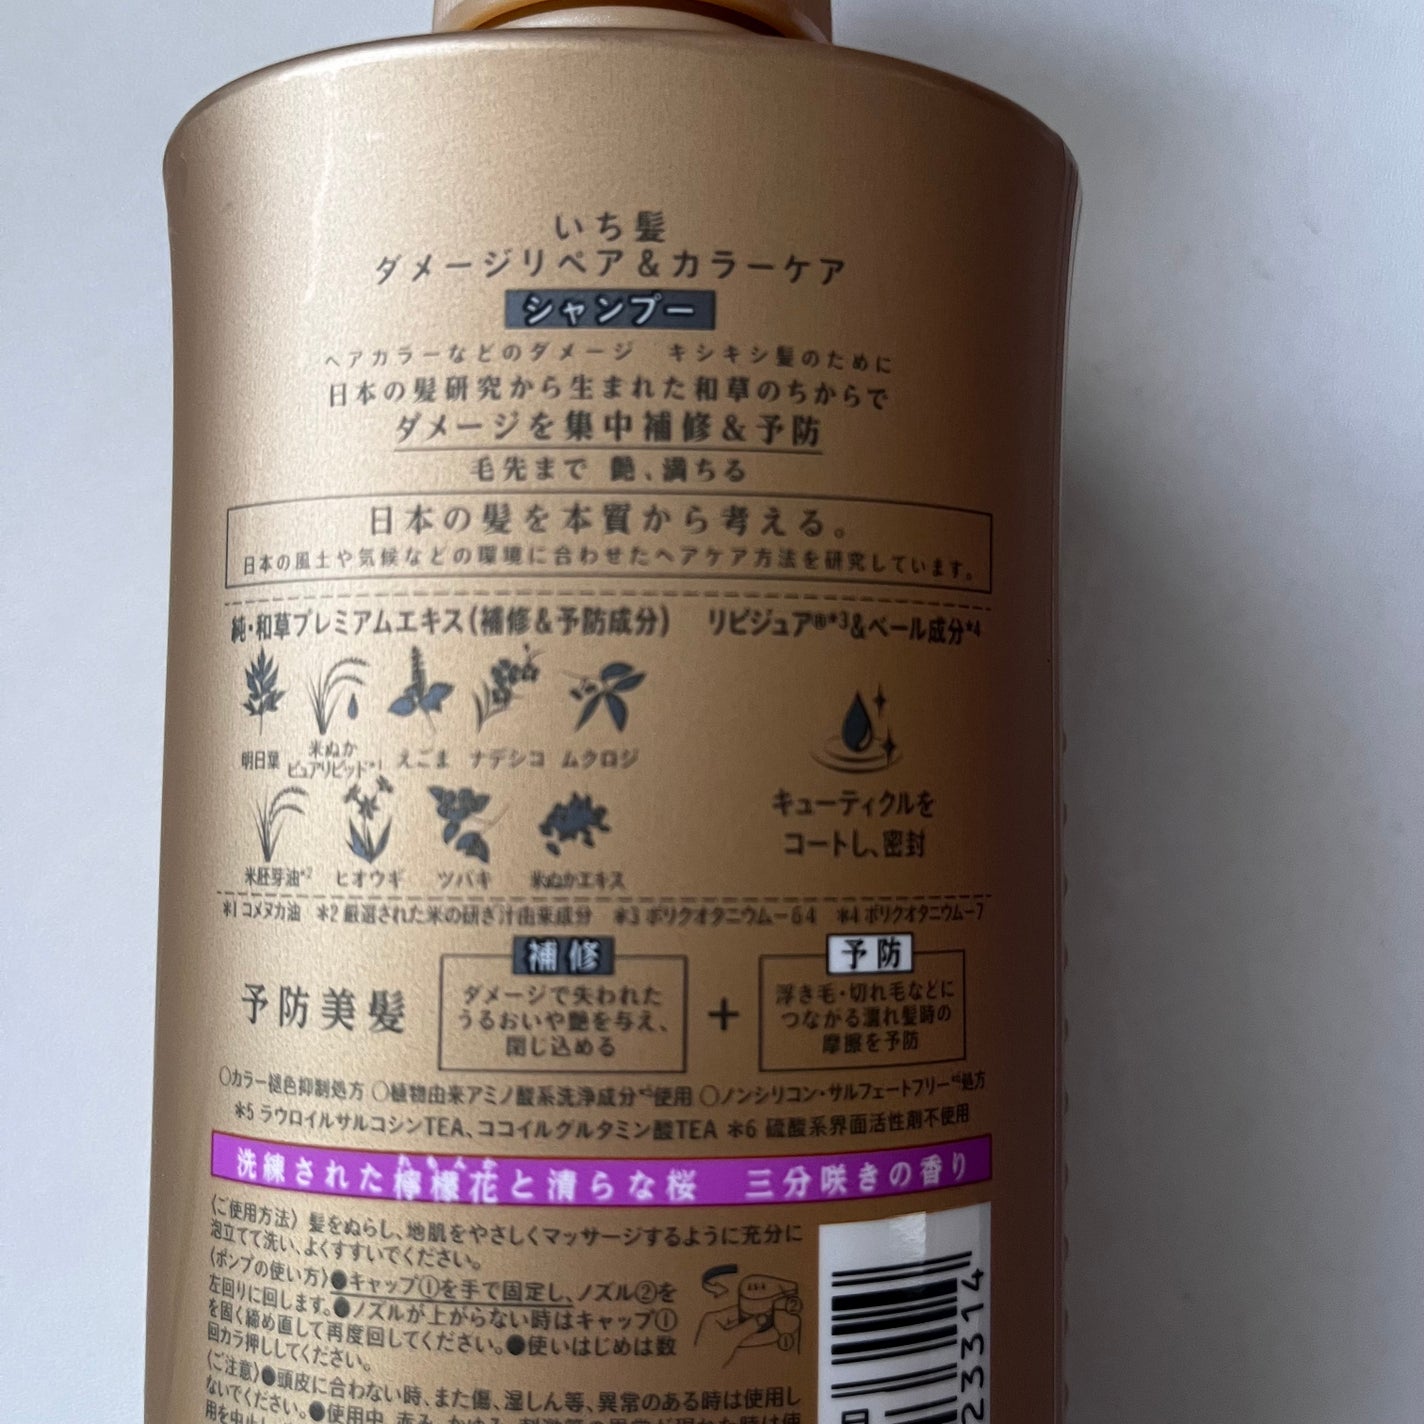 いち髪
ダメージリペア&カラーケア
シャンプー
ヘアカラーなどのダメージ　キシキシ髪のために
日本の髪研究から生まれた和草のちからで
ダメージを集中補修&予防
毛先まで 艶、満ちる
日本の髪を本質から考える。
日本の風土や気候などの環境に合わせたヘアケア方法を研究しています。
純・和草プレミアムエキス(補修&予防成分)　リピジュア®*3&ベール成分*4
明日葉 米ぬか
ピュアリピッド*1 えごま ナデシコ ムクロジ
キューティクルを
コートし、密封
米胚芽油*2 ヒオウギ ツバキ 米ぬかエキス
*1 コメヌカ油 *2 厳選された米の研ぎ汁由来成分 *3 ポリクオタニウム-64 *4 ポリクオタニウム-7
予防美髪
補修
ダメージで失われた
うるおいや艶を与え、
閉じ込める
+
予防
浮き毛・切れ毛などに
つながる濡れ髪時の
摩擦を予防
○カラー褪色抑制処方 ○植物由来アミノ酸系洗浄成分*5使用 ○ノンシリコン・サルフェートフリー*6処方
*5 ラウロイルサルコシンTEA、ココイルグルタミン酸TEA *6 硫酸系界面活性剤不使用
洗練された檸檬花と清らな桜　三分咲きの香り
〈ご使用方法〉髪をぬらし、地肌をやさしくマッサージするように充分に
泡立てて洗い、よくすすいでください。
〈ポンプの使い方〉●キャップ①を手で固定し、ノズル②を
左回りに回します。●ノズルが上がらない時はキャップ①
を固く締め直して再度回してください。●使いはじめは数
回カラ押ししてください。
② ①
〈ご注意〉●頭皮に合わない時、また傷、湿しん等、異常のある時は使用し
ないでください。●使用中、赤み、かゆみ、刺激等の異常が現れた時は使
用を中止し
23314